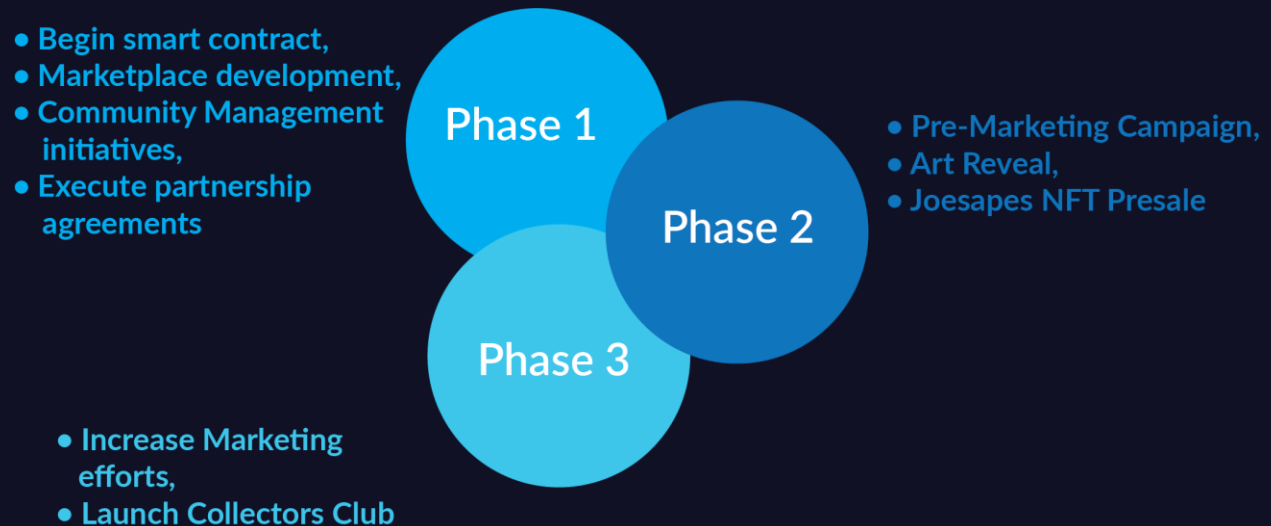 • Begin smart contract,
• Marketplace development,
• Community Management
initiatives,
• Execute partnership
agreements
Phase 1
Phase 2
• Pre-Marketing Campaign,
• Art Reveal,
• Joesapes NFT Presale
Phase 3
• Increase Marketing
efforts,
• Launch Collectors Club